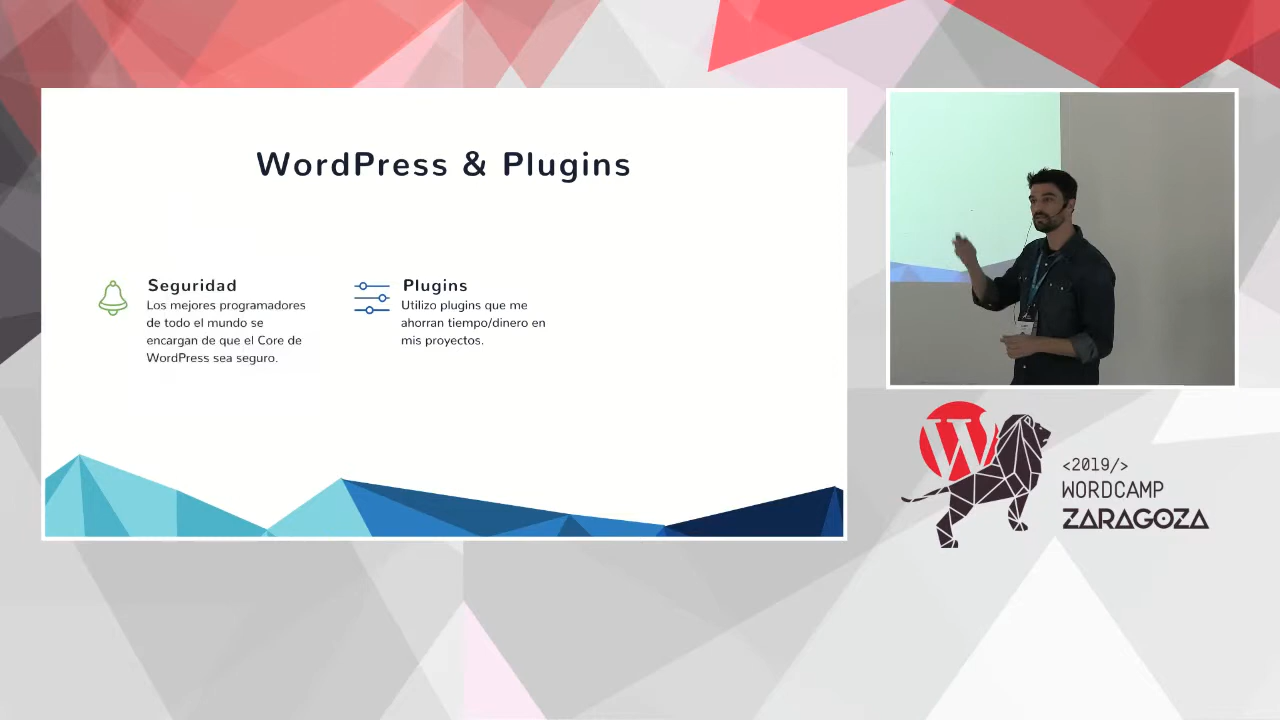 WordPress & Plugins
Seguridad
Los mejores programadores
de todo el mundo se
encargan de que el Core de
WordPress sea seguro.
Plugins
Utilizo plugins que me
ahorran tiempo/dinero en
mis proyectos.
<2019/>
WORDCAMP
ZARAGOZA